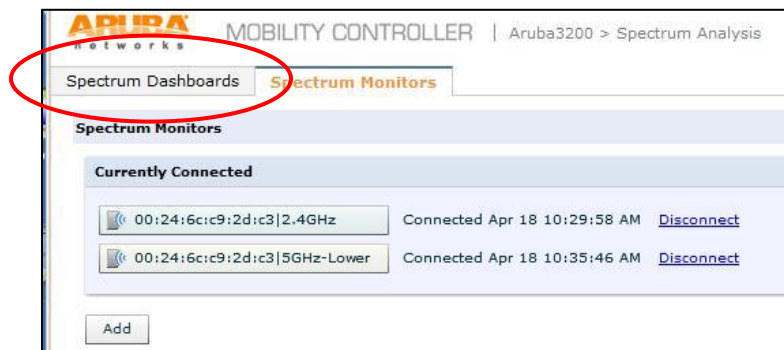 ARUBA networks MOBILITY CONTROLLER | Aruba3200 > Spectrum Analysis
Spectrum Dashboards Spectrum Monitors
Spectrum Monitors
Currently Connected
00:24:6c:c9:2d:c3|2.4GHz Connected Apr 18 10:29:58 AM Disconnect
00:24:6c:c9:2d:c3|5GHz-Lower Connected Apr 18 10:35:46 AM Disconnect
Add